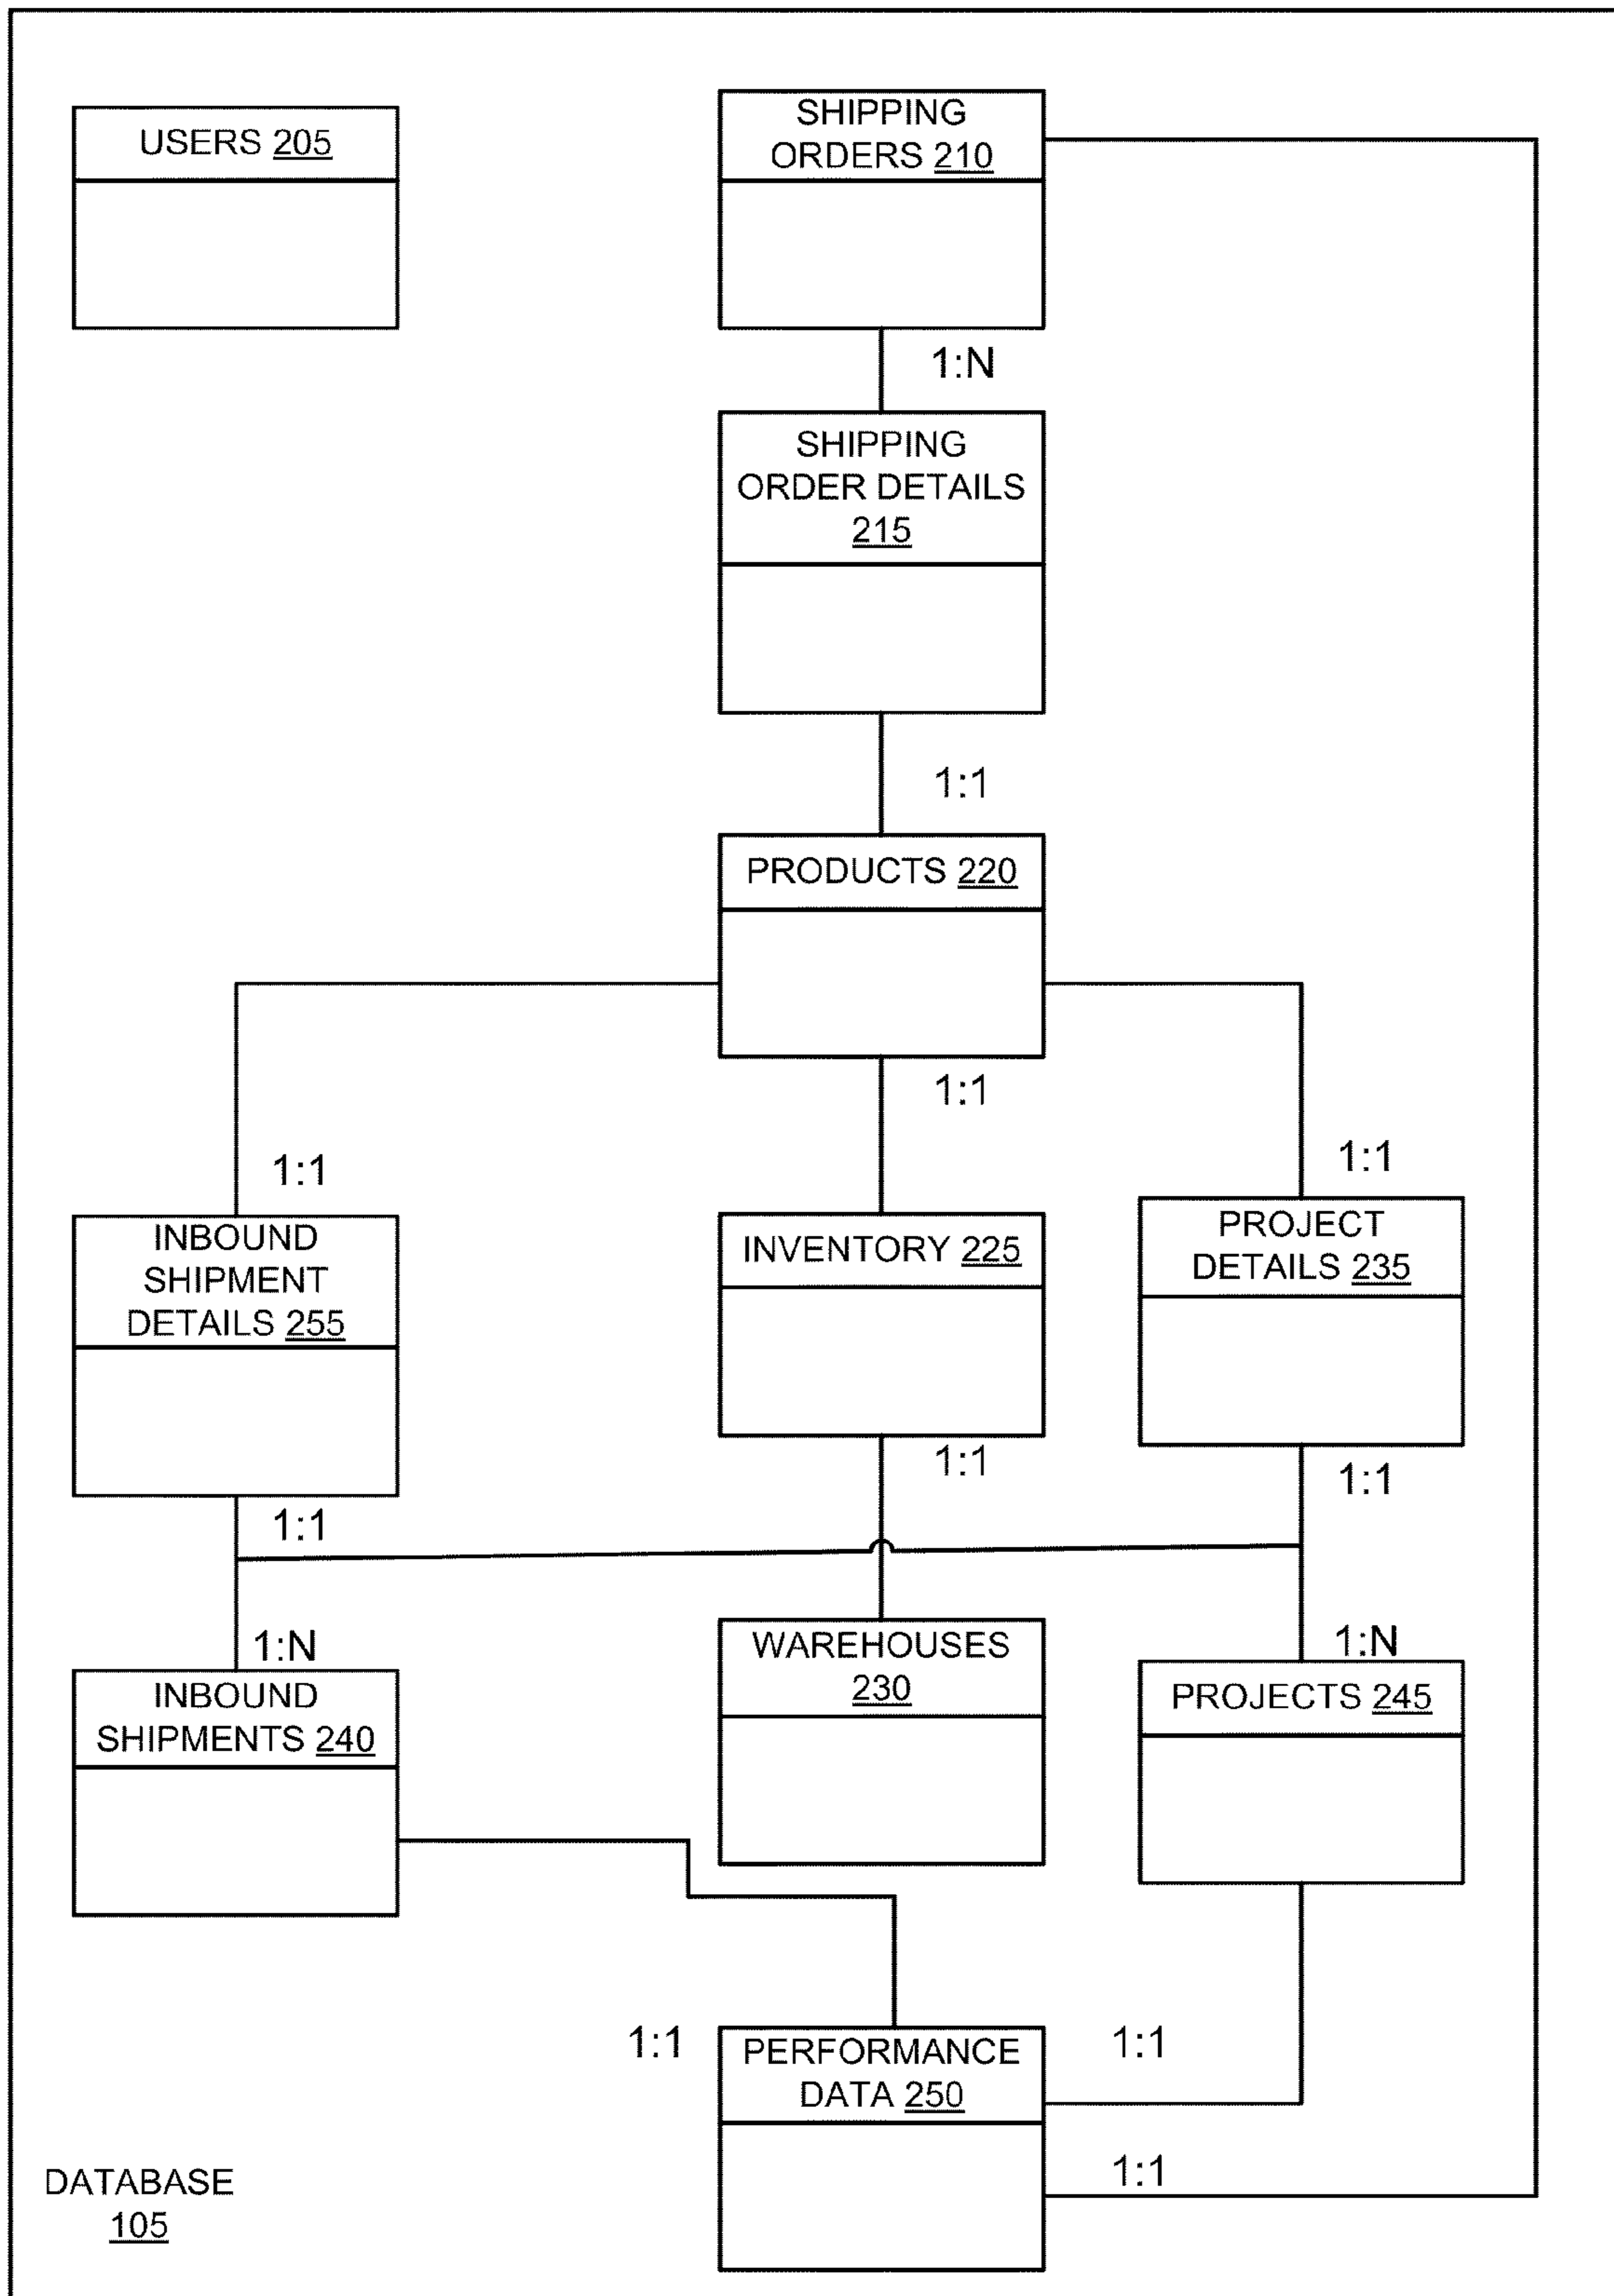 USERS 205
SHIPPING
ORDERS 210
1:N
SHIPPING
ORDER DETAILS
215
1:1
PRODUCTS 220
1:1
1:1
1:1
INBOUND
SHIPMENT
DETAILS 255
INVENTORY 225
PROJECT
DETAILS 235
1:1
1:1
1:1
1:N
1:N
INBOUND
SHIPMENTS 240
WAREHOUSES
230
PROJECTS 245
1:1
PERFORMANCE
DATA 250
1:1
1:1
DATABASE
105